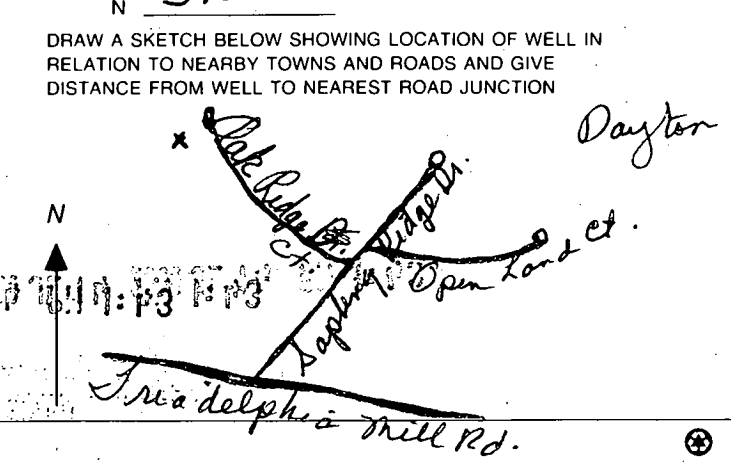 N
DRAW A SKETCH BELOW SHOWING LOCATION OF WELL IN
RELATION TO NEARBY TOWNS AND ROADS AND GIVE
DISTANCE FROM WELL TO NEAREST ROAD JUNCTION
Dayton
x
Oak Ridge Dr.
Ct.
Ridge Dr.
N
Open Land Ct.
Triadelphia Mill Rd.